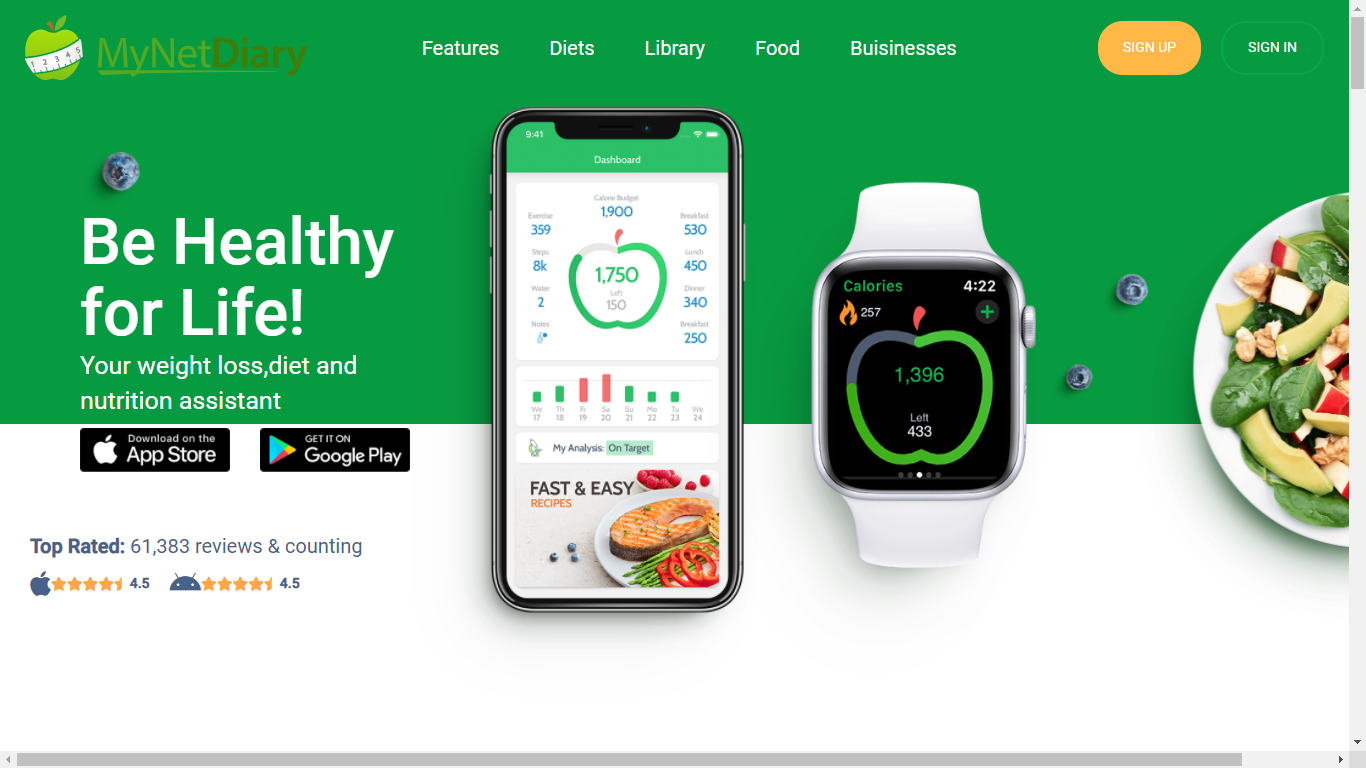 MyNetDiary
Features
Diets
Library
Food
Buisinesses
SIGN UP
SIGN IN
Be Healthy
for Life!
Your weight loss,diet and
nutrition assistant
Download on the
App Store
GET IT ON
Google Play
Top Rated: 61,383 reviews & counting
4.5
4.5
9:41
Dashboard
Calorie Budget
1,900
Exercise
359
Breakfast
530
Steps
8k
Lunch
450
1,750
Left
150
Water
2
Dinner
340
Notes
Breakfast
250
We Th Fr Sa Su Mo Tu We
17 18 19 20 21 22 23 24
My Analysis: On Target
FAST & EASY
RECIPES
Calories
4:22
257
+
1,396
Left
433
1 2 3 4 5